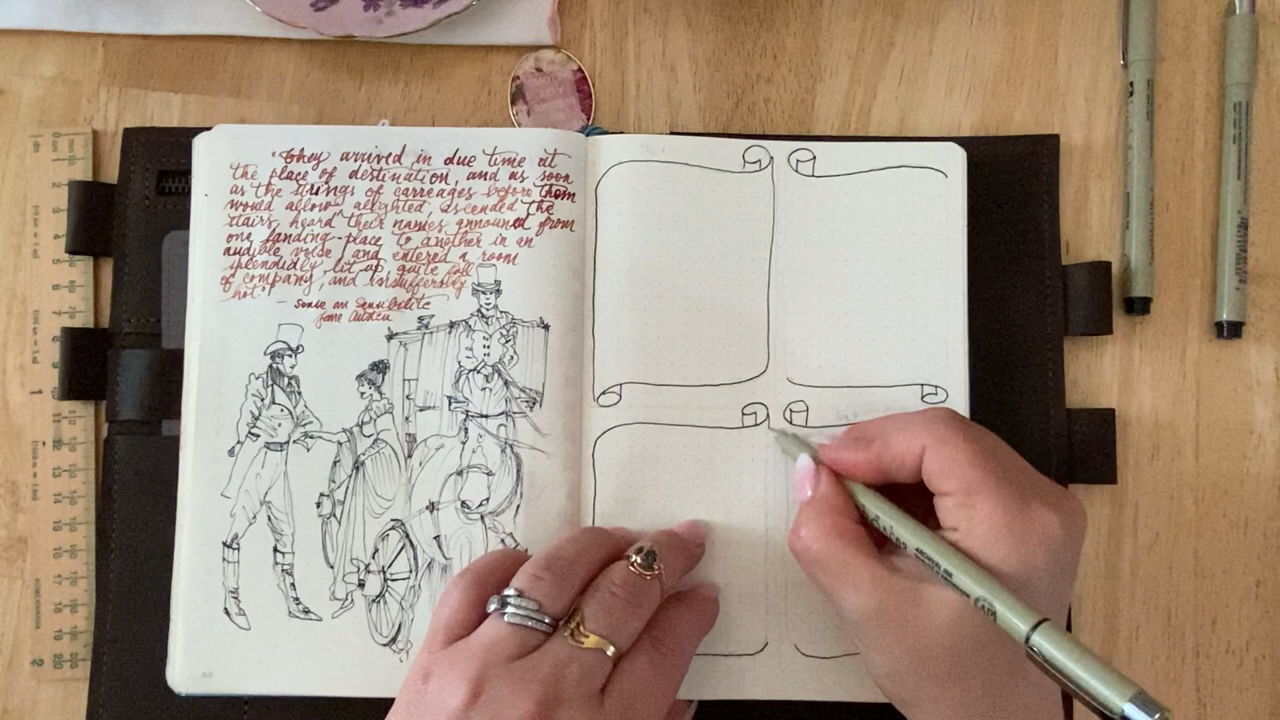 "They arrived in due time at
the place of destination, and as soon
as the strings of carreages before them
would allow, alighted, ascended the
stairs, heard their names announced from
one landing-place to another in an
audible voice, and entered a room
splendidly lit up, quite full
of company, and insufferably
hot."
Jane Austen